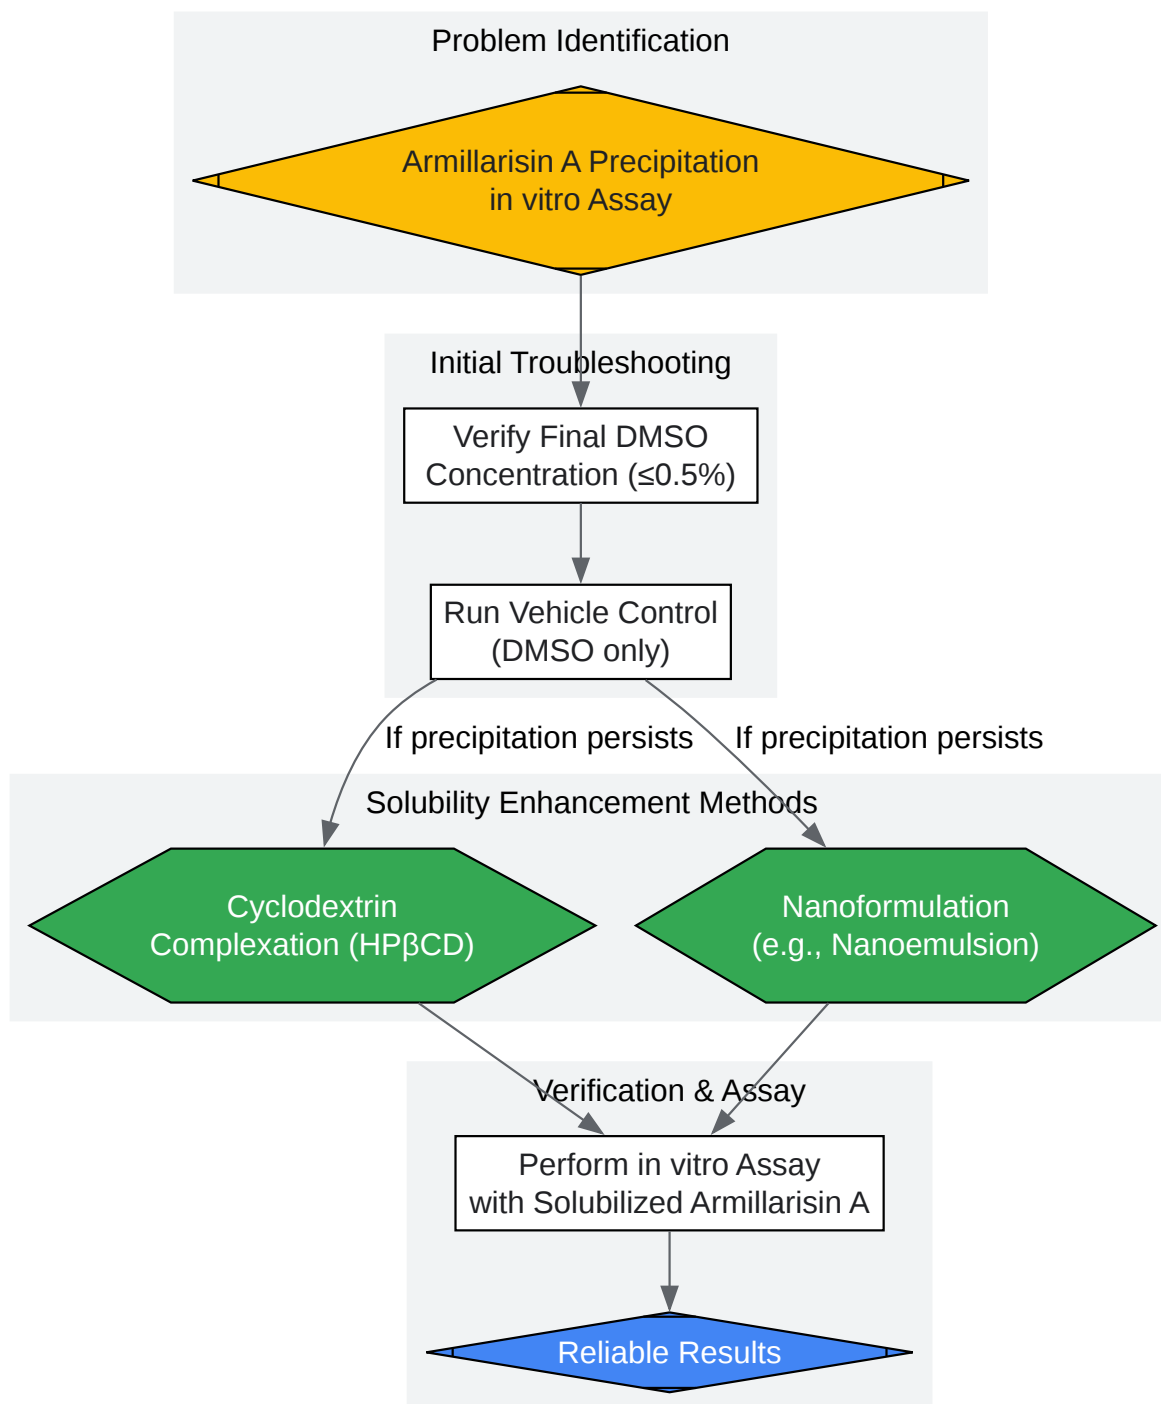 Problem Identification
Armillarisin A Precipitation
in vitro Assay
Initial Troubleshooting
Verify Final DMSO
Concentration (≤0.5%)
Run Vehicle Control
(DMSO only)
If precipitation persists
If precipitation persists
Solubility Enhancement Methods
Cyclodextrin
Complexation (HPβCD)
Nanoformulation
(e.g., Nanoemulsion)
Verification & Assay
Perform in vitro Assay
with Solubilized Armillarisin A
Reliable Results